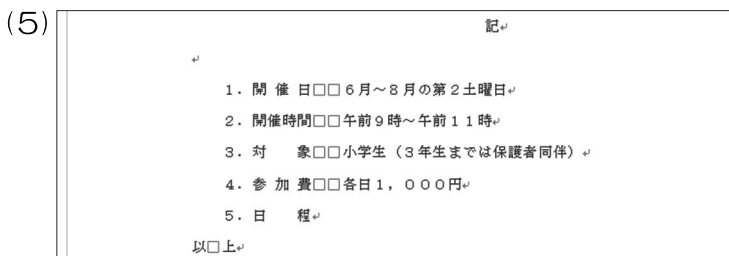 (5)
記↵
↵
1．開 催 日□□６月～８月の第２土曜日↵
2．開催時間□□午前９時～午前１１時↵
3．対　　象□□小学生（３年生までは保護者同伴）↵
4．参 加 費□□各日１，０００円↵
5．日　　程↵
以□上↵